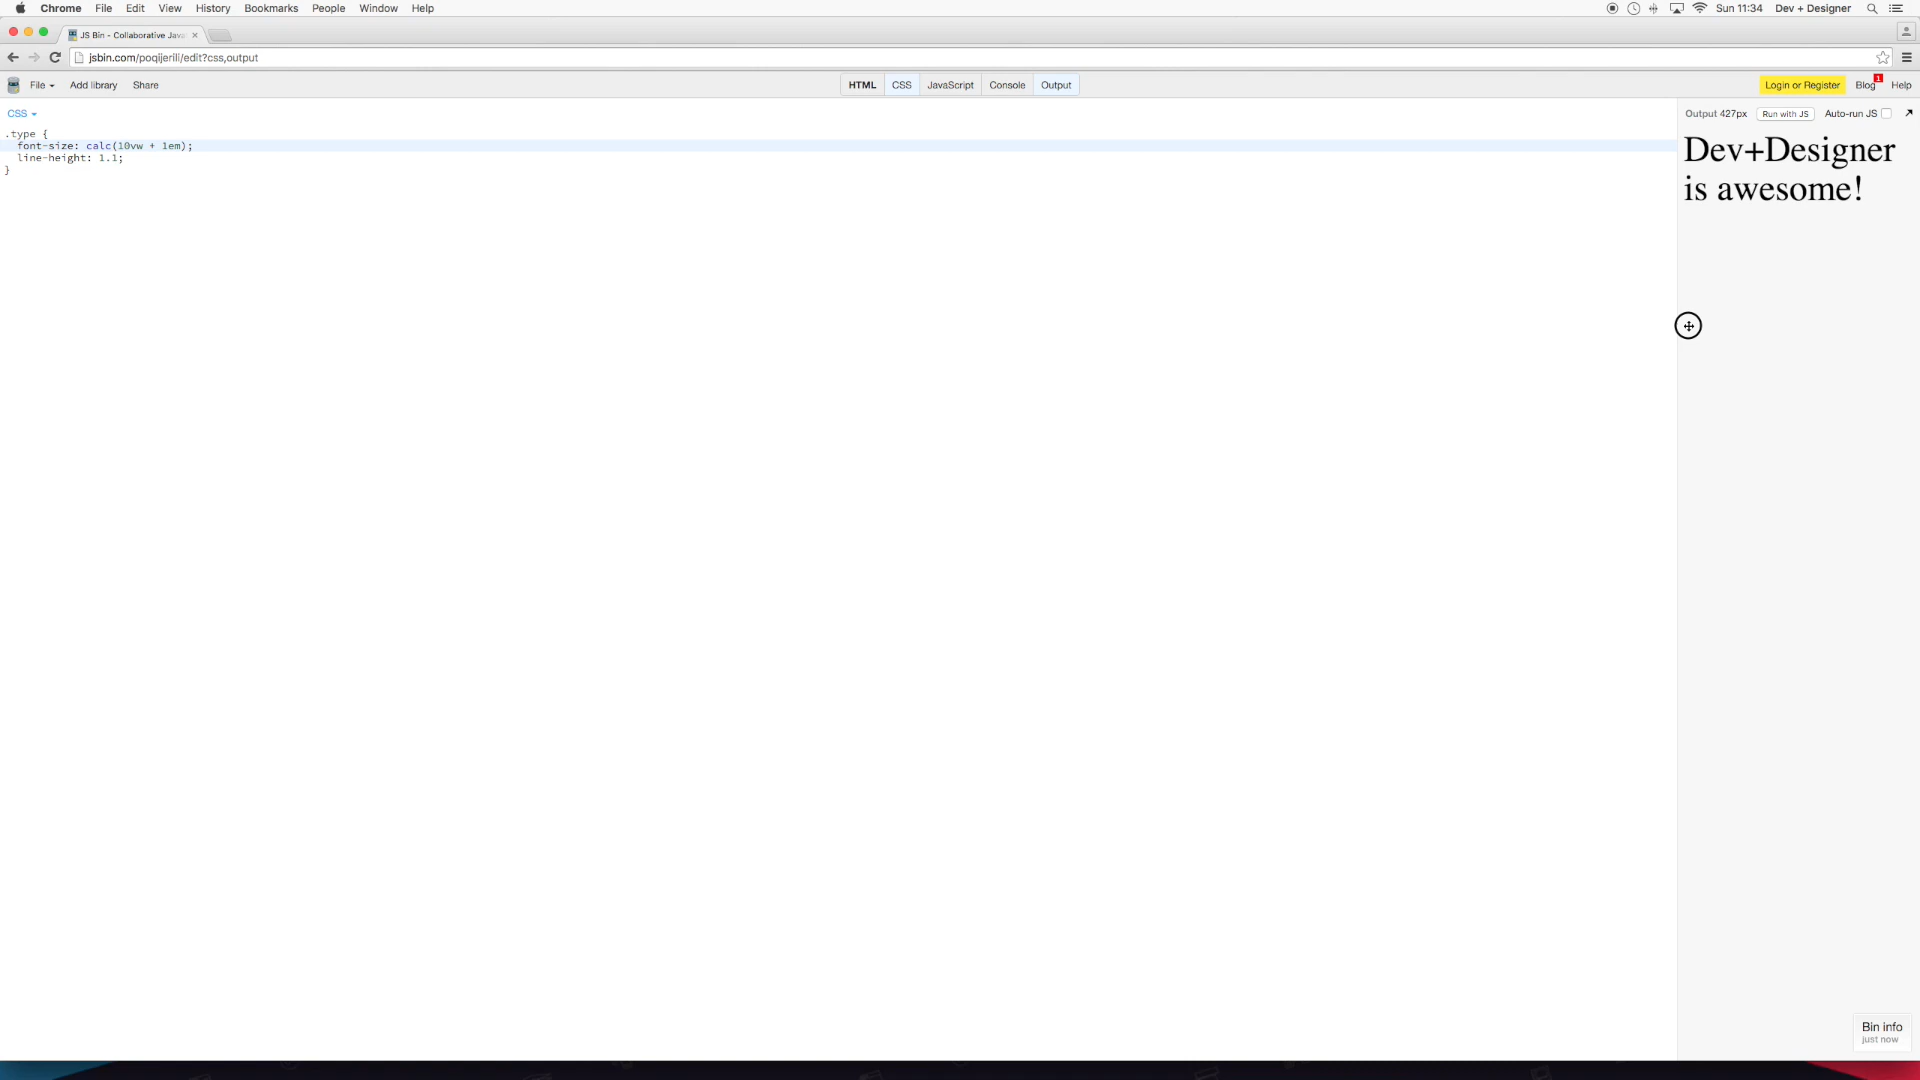 Chrome File Edit View History Bookmarks People Window Help Sun 11:34 Dev + Designer
JS Bin - Collaborative Java
jsbin.com/poqijerili/edit?css,output
File Add library Share HTML CSS JavaScript Console Output Login or Register Blog 1 Help
CSS Output 427px Run with JS Auto-run JS
.type {
font-size: calc(10vw + 1em);
line-height: 1.1;
}
Dev+Designer
is awesome!
Bin info
just now